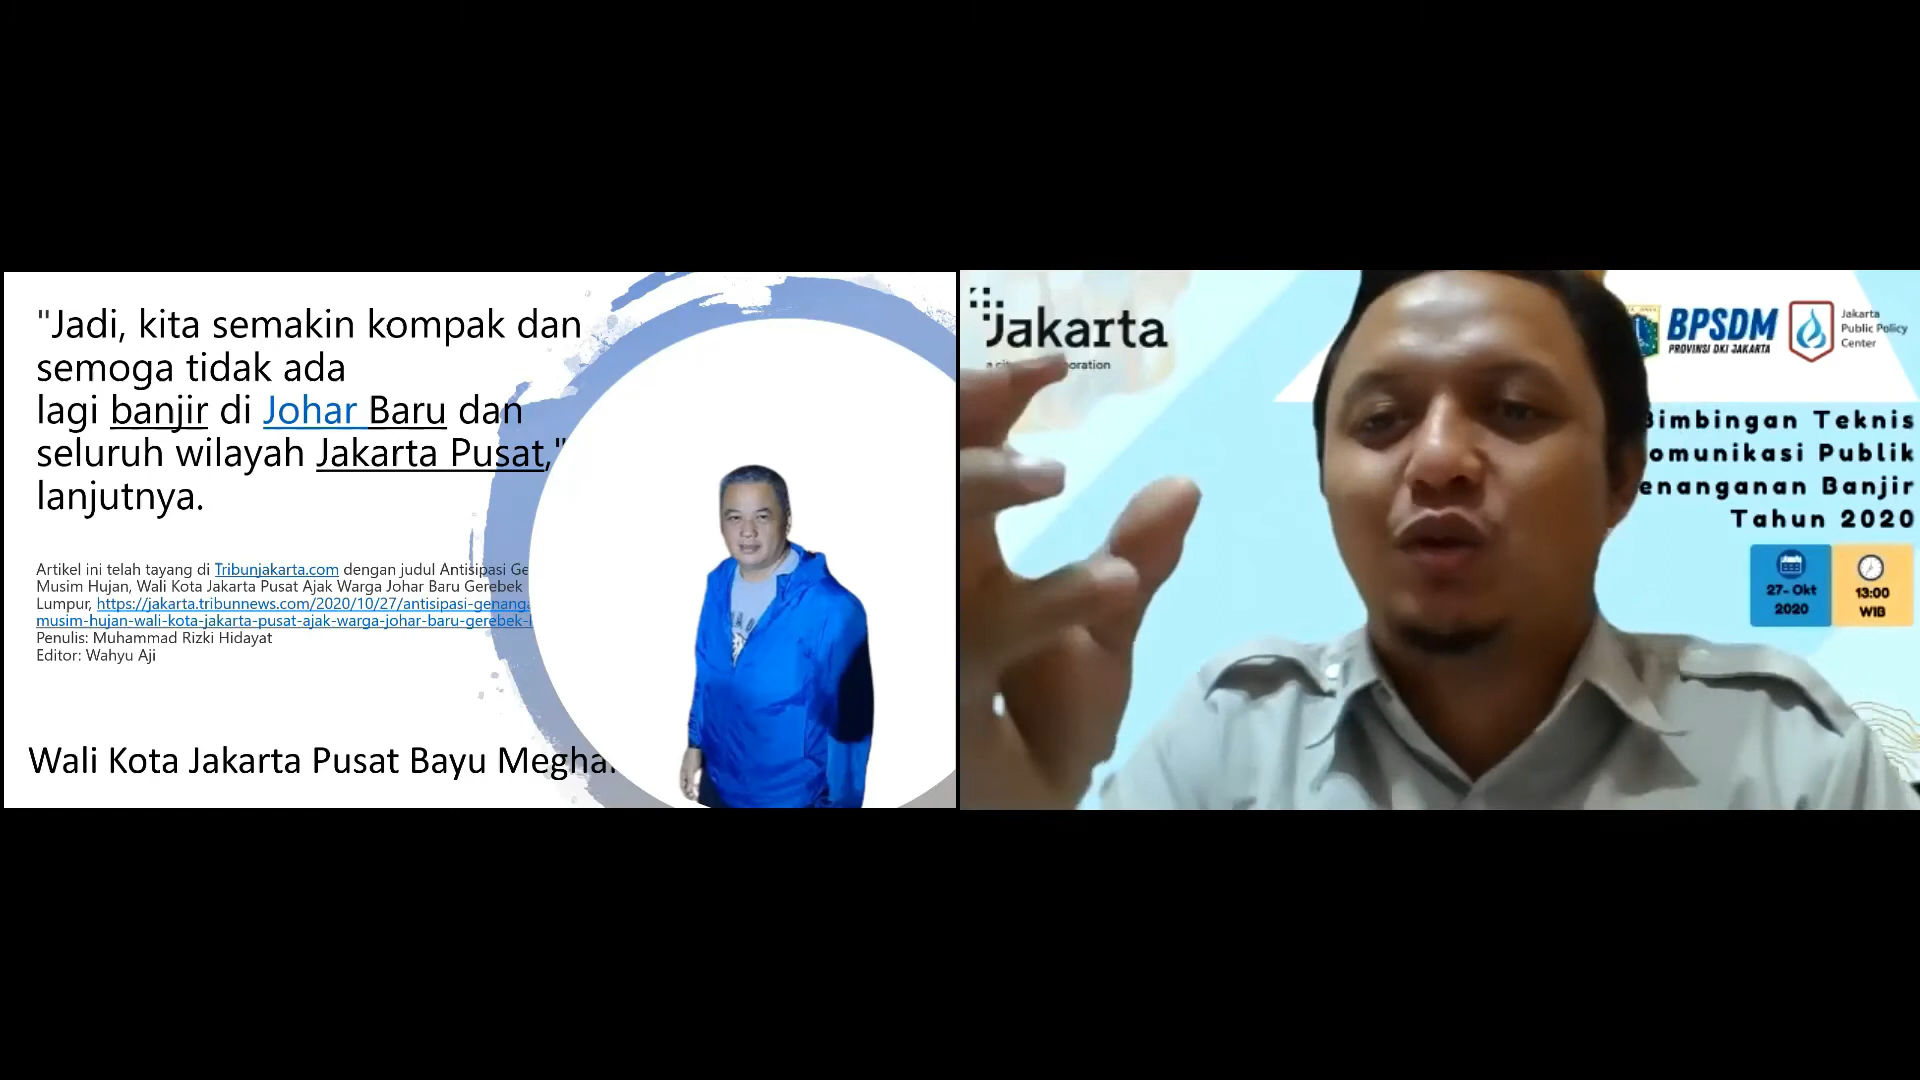 "Jadi, kita semakin kompak dan
semoga tidak ada
lagi banjir di Johar Baru dan
seluruh wilayah Jakarta Pusat,"
lanjutnya.
Artikel ini telah tayang di Tribunjakarta.com dengan judul Antisipasi Ge
Musim Hujan, Wali Kota Jakarta Pusat Ajak Warga Johar Baru Gerebek
Lumpur, https://jakarta.tribunnews.com/2020/10/27/antisipasi-genanga
musim-hujan-wali-kota-jakarta-pusat-ajak-warga-johar-baru-gerebek-l
Penulis: Muhammad Rizki Hidayat
Editor: Wahyu Aji
Wali Kota Jakarta Pusat Bayu Megha
Jakarta
BPSDM
PROVINSI DKI JAKARTA
Jakarta
Public Policy
Center
Bimbingan Teknis
omunikasi Publik
enanganan Banjir
Tahun 2020
27- Okt
2020
13:00
WIB